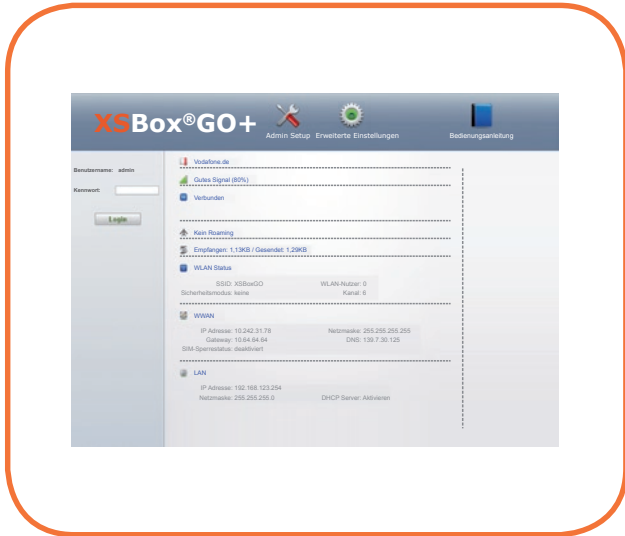 XSBox®GO+
Admin Setup
Erweiterte Einstellungen
Bedienungsanleitung
Benutzername: admin
Kennwort:
Login
Vodafone.de
Gutes Signal (80%)
Verbunden
Kein Roaming
Empfangen: 1,13KB / Gesendet: 1,29KB
WLAN Status
SSID: XSBoxGO WLAN-Nutzer: 0
Sicherheitsmodus: keine Kanal: 6
WWAN
IP Adresse: 10.242.31.78 Netzmaske: 255.255.255.255
Gateway: 10.64.64.64 DNS: 139.7.30.125
SIM-Sperrestatus: deaktiviert
LAN
IP Adresse: 192.168.123.254
Netzmaske: 255.255.255.0 DHCP Server: Aktivieren